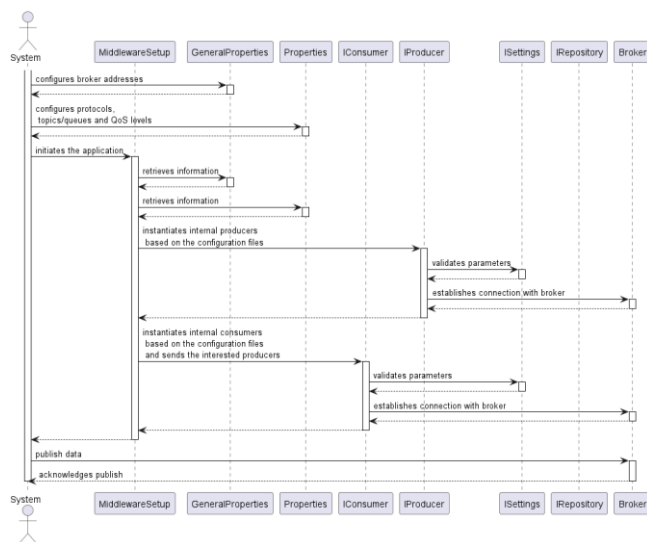 System
MiddlewareSetup
GeneralProperties
Properties
IConsumer
IProducer
ISettings
IRepository
Broker
configures broker addresses
configures protocols,
topics/queues and QoS levels
initiates the application
retrieves information
retrieves information
instantiates internal producers
based on the configuration files
validates parameters
establishes connection with broker
instantiates internal consumers
based on the configuration files
and sends the interested producers
validates parameters
establishes connection with broker
publish data
acknowledges publish
System
MiddlewareSetup
GeneralProperties
Properties
IConsumer
IProducer
ISettings
IRepository
Broker